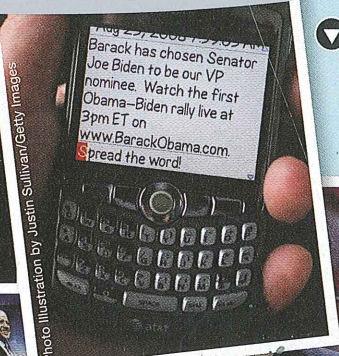 Barack has chosen Senator
Joe Biden to be our VP
nominee. Watch the first
Obama–Biden rally live at
3pm ET on
www.BarackObama.com.
Spread the word!
at&t
Photo Illustration by Justin Sullivan/Getty Images